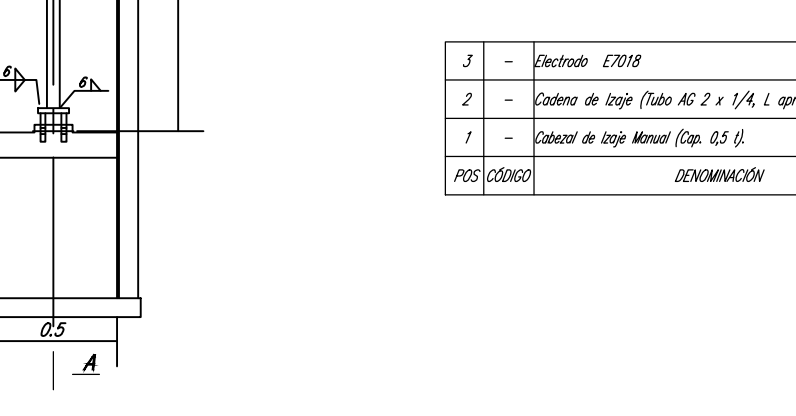 6
6
0.5
A
3 – Electrodo E7018
2 – Cadena de Izaje (Tubo AG 2 x 1/4, L apr
1 – Cabezal de Izaje Manual (Cap. 0,5 t).
POS CÓDIGO DENOMINACIÓN